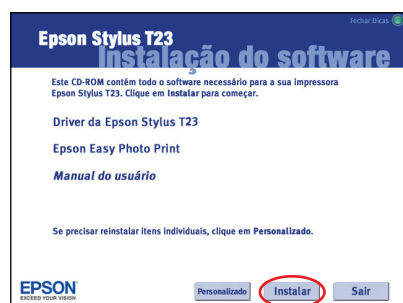 Fechar Dicas
Epson Stylus T23
Instalação do software
Este CD-ROM contém todo o software necessário para a sua impressora
Epson Stylus T23. Clique em Instalar para começar.
Driver da Epson Stylus T23
Epson Easy Photo Print
Manual do usuário
Se precisar reinstalar itens individuais, clique em Personalizado.
EPSON
EXCEED YOUR VISION
Personalizado Instalar Sair